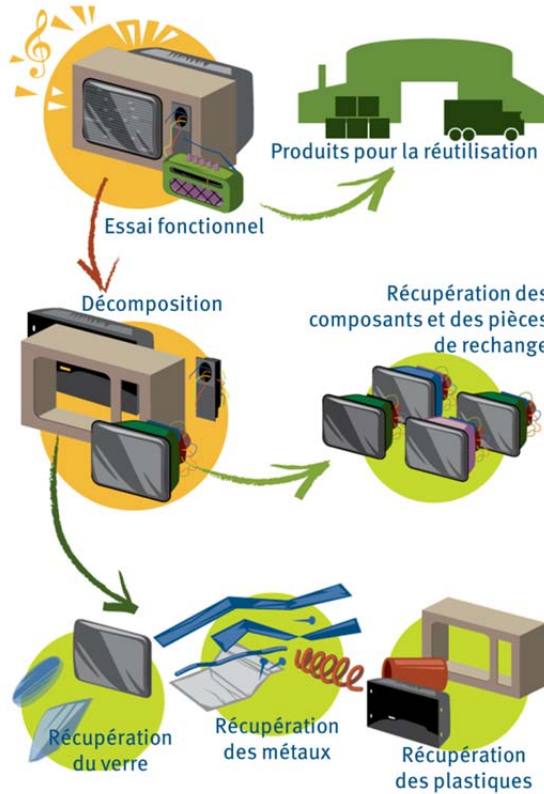 Produits pour la réutilisation
Essai fonctionnel
Décomposition
Récupération des
composants et des pièces
de rechange
Récupération
du verre
Récupération
des métaux
Récupération
des plastiques